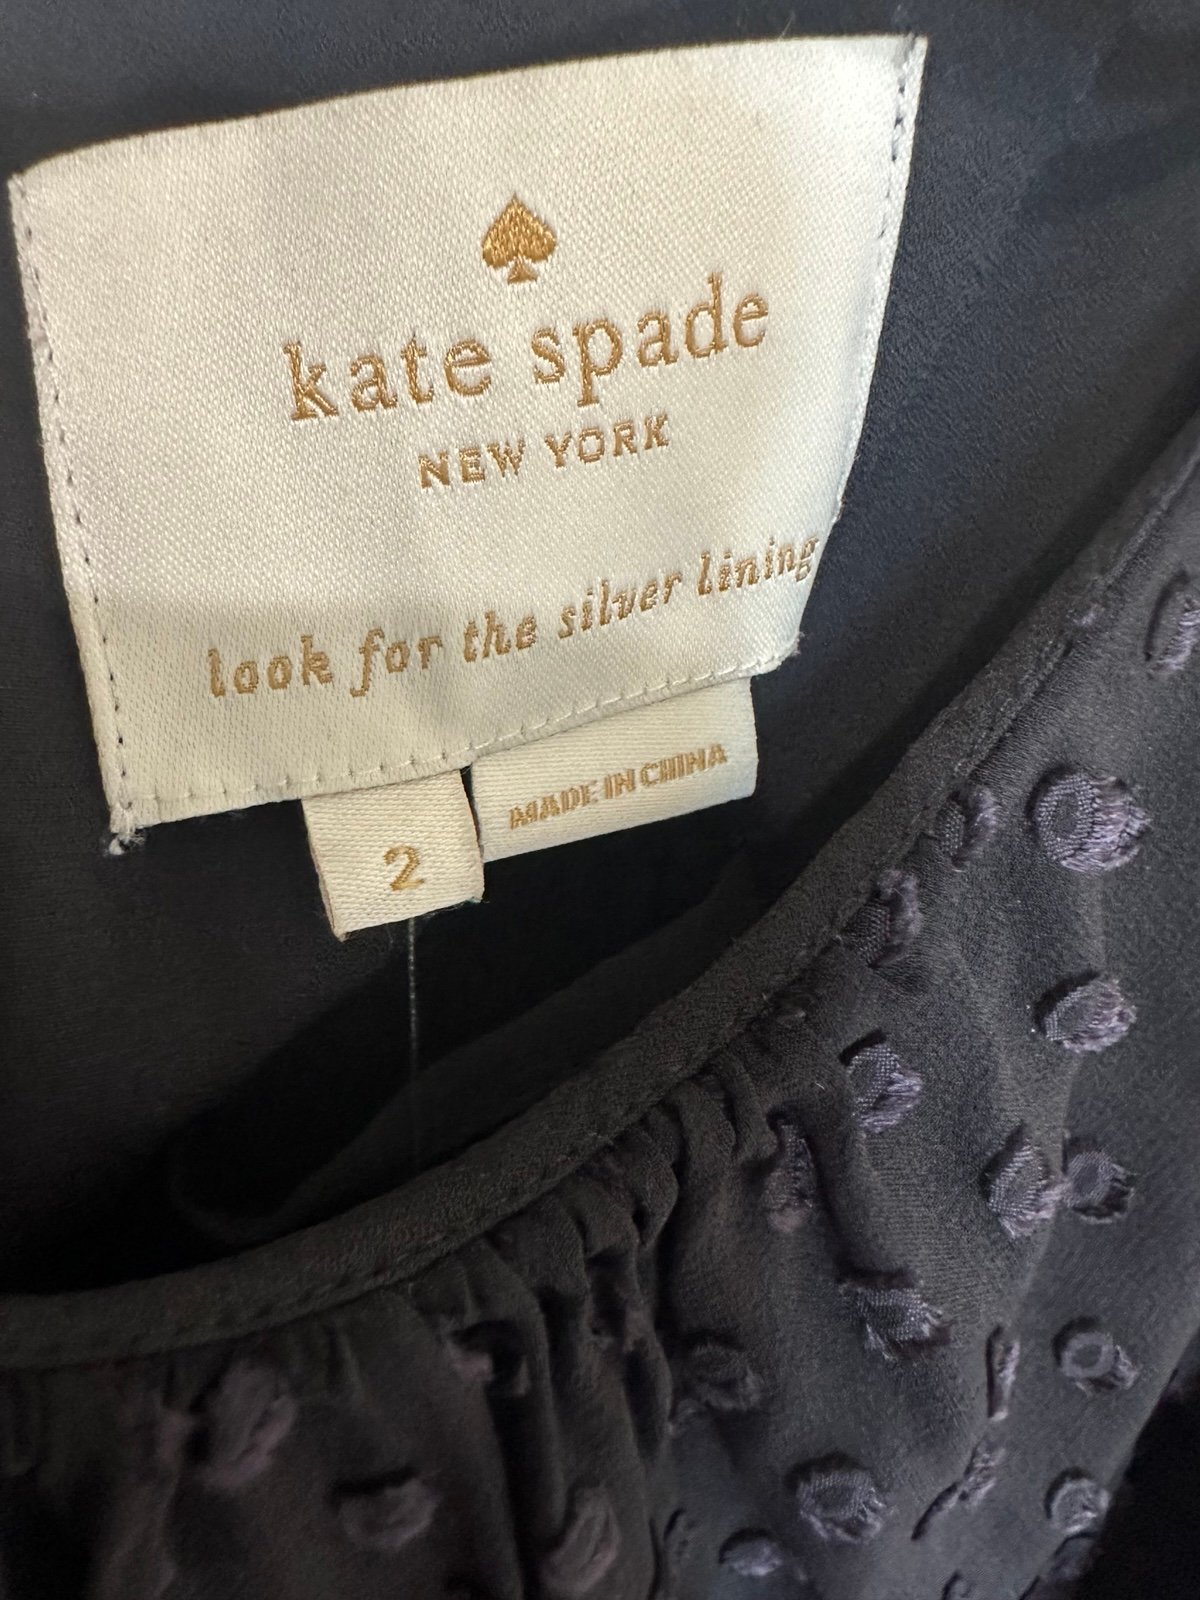 kate spade
NEW YORK
look for the silver lining
MADE IN CHINA
2